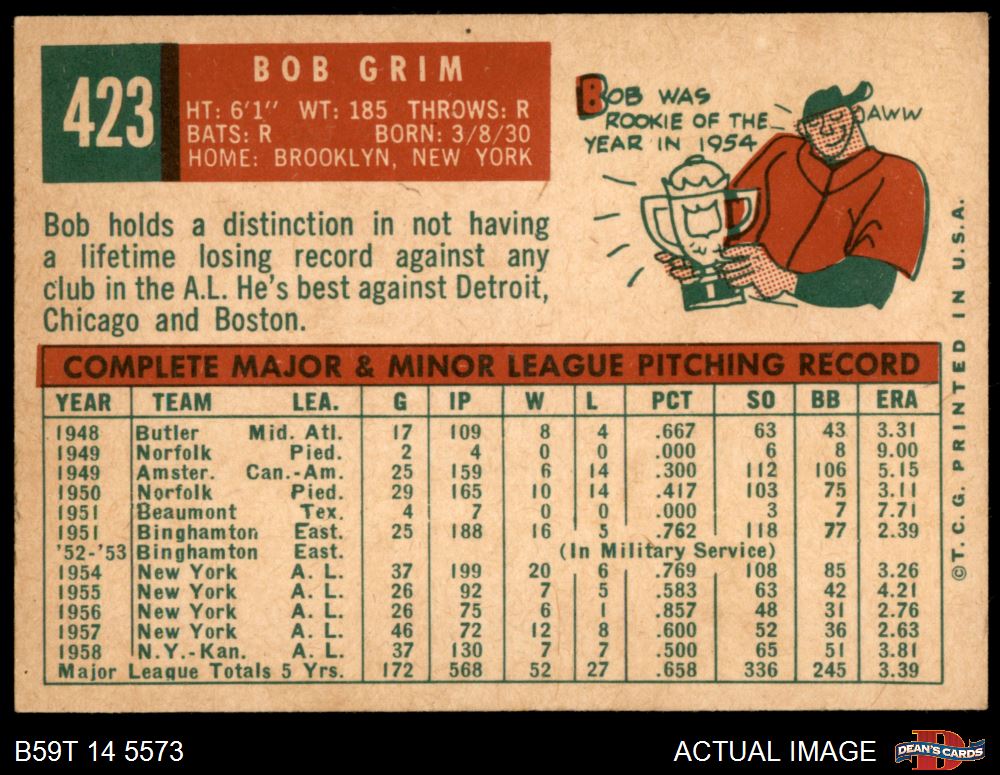 423
BOB GRIM
HT: 6'1" WT: 185 THROWS: R
BATS: R BORN: 3/8/30
HOME: BROOKLYN, NEW YORK
BOB WAS
ROOKIE OF THE
YEAR IN 1954
AWW
1
Bob holds a distinction in not having
a lifetime losing record against any
club in the A.L. He's best against Detroit,
Chicago and Boston.
COMPLETE MAJOR & MINOR LEAGUE PITCHING RECORD
YEAR TEAM LEA. G IP W L PCT SO BB ERA
1948 Butler Mid. Atl. 17 109 8 4 .667 63 43 3.31
1949 Norfolk Pied. 2 4 0 0 .000 6 8 9.00
1949 Amster. Can.-Am. 25 159 6 14 .300 112 106 5.15
1950 Norfolk Pied. 29 165 10 14 .417 103 75 3.11
1951 Beaumont Tex. 4 7 0 0 .000 3 7 7.71
1951 Binghamton East. 25 188 16 5 .762 118 77 2.39
'52-'53 Binghamton East. (In Military Service)
1954 New York A. L. 37 199 20 6 .769 108 85 3.26
1955 New York A. L. 26 92 7 5 .583 63 42 4.21
1956 New York A. L. 26 75 6 1 .857 48 31 2.76
1957 New York A. L. 46 72 12 8 .600 52 36 2.63
1958 N.Y.-Kan. A. L. 37 130 7 7 .500 65 51 3.81
Major League Totals 5 Yrs. 172 568 52 27 .658 336 245 3.39
©T. C. G. PRINTED IN U.S.A.
B59T 14 5573
ACTUAL IMAGE
D
DEAN'S CARDS